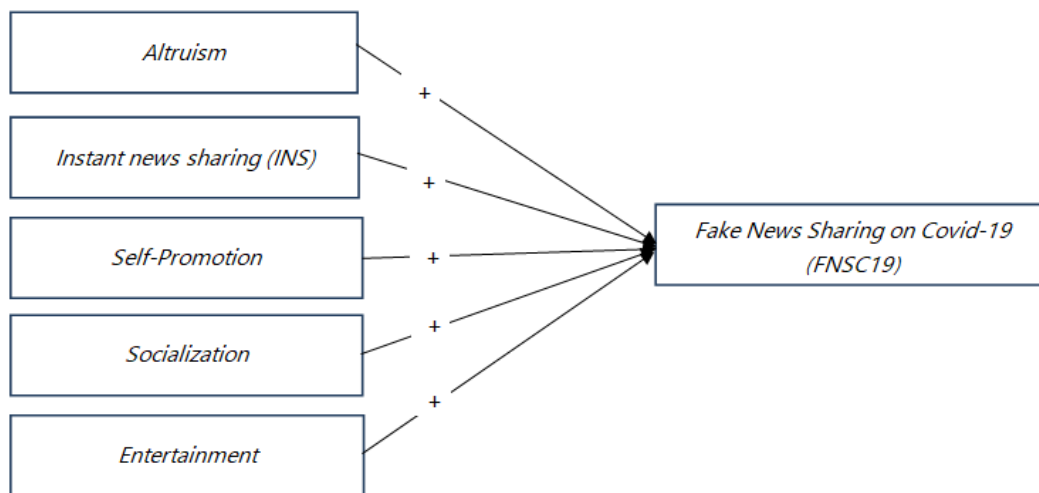 Altruism
+
Instant news sharing (INS)
+
Self-Promotion
+
Fake News Sharing on Covid-19
(FNSC19)
Socialization
+
Entertainment
+